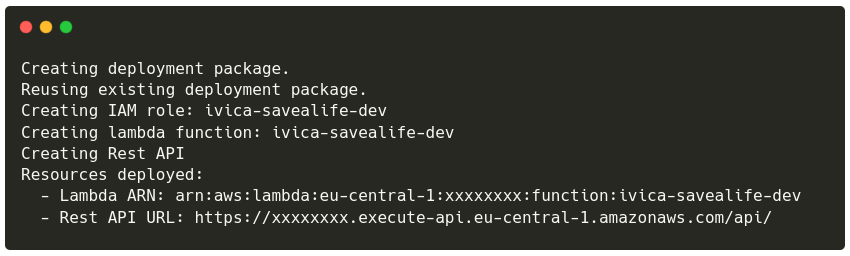 Creating deployment package.
Reusing existing deployment package.
Creating IAM role: ivica-savealife-dev
Creating lambda function: ivica-savealife-dev
Creating Rest API
Resources deployed:
  - Lambda ARN: arn:aws:lambda:eu-central-1:xxxxxxxx:function:ivica-savealife-dev
  - Rest API URL: https://xxxxxxxx.execute-api.eu-central-1.amazonaws.com/api/